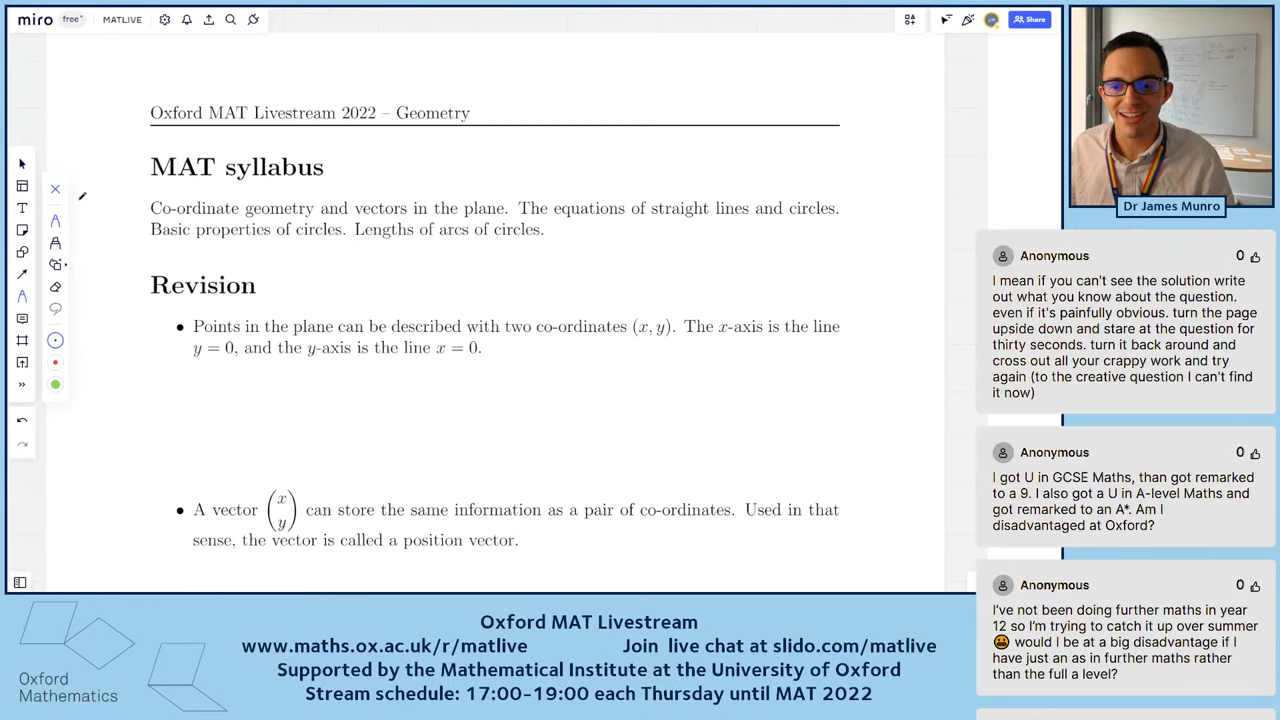 miro free
MATLIVE
Share
Oxford MAT Livestream 2022 – Geometry
MAT syllabus
Co-ordinate geometry and vectors in the plane. The equations of straight lines and circles.
Basic properties of circles. Lengths of arcs of circles.
Revision
• Points in the plane can be described with two co-ordinates (x, y). The x-axis is the line
y = 0, and the y-axis is the line x = 0.
• A vector (x y) can store the same information as a pair of co-ordinates. Used in that
sense, the vector is called a position vector.
Dr James Munro
Anonymous 0
I mean if you can't see the solution write
out what you know about the question.
even if it's painfully obvious. turn the page
upside down and stare at the question for
thirty seconds. turn it back around and
cross out all your crappy work and try
again (to the creative question I can't find
it now)
Anonymous 0
I got U in GCSE Maths, than got remarked
to a 9. I also got a U in A-level Maths and
got remarked to an A*. Am I
disadvantaged at Oxford?
Anonymous 0
I've not been doing further maths in year
12 so I'm trying to catch it up over summer
😩 would I be at a big disadvantage if I
have just an as in further maths rather
than the full a level?
Oxford
Mathematics
Oxford MAT Livestream
www.maths.ox.ac.uk/r/matlive Join live chat at slido.com/matlive
Supported by the Mathematical Institute at the University of Oxford
Stream schedule: 17:00-19:00 each Thursday until MAT 2022